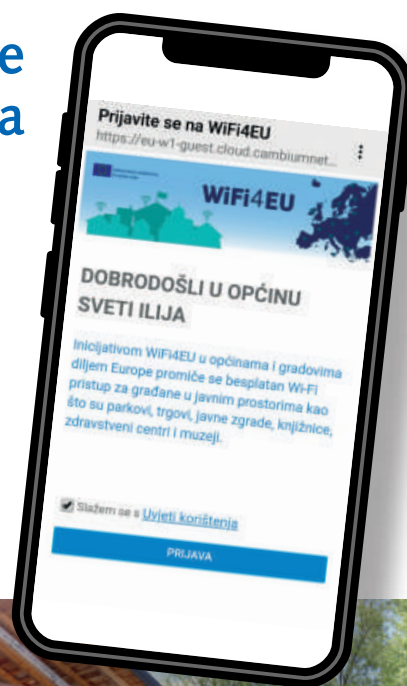 e
a
Prijavite se na WiFi4EU
https://eu-w1-guest.cloud.cambiumnet...
WiFi4EU
DOBRODOŠLI U OPĆINU
SVETI ILIJA
Inicijativom WiFi4EU u općinama i gradovima
diljem Europe promiče se besplatan Wi-Fi
pristup za građane u javnim prostorima kao
što su parkovi, trgovi, javne zgrade, knjižnice,
zdravstveni centri i muzeji.
Slažem se s Uvjeti korištenja
PRIJAVA